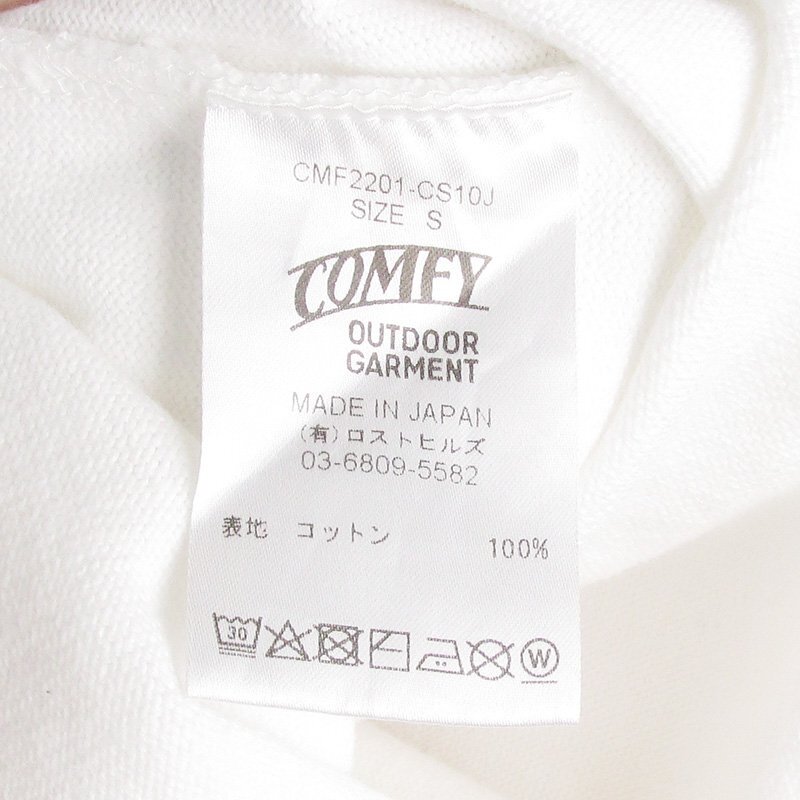 CMF2201-CS10J
SIZE S
COMFY
OUTDOOR
GARMENT
MADE IN JAPAN
(有)ロストヒルズ
03-6809-5582
表地 コットン 100%
30
W